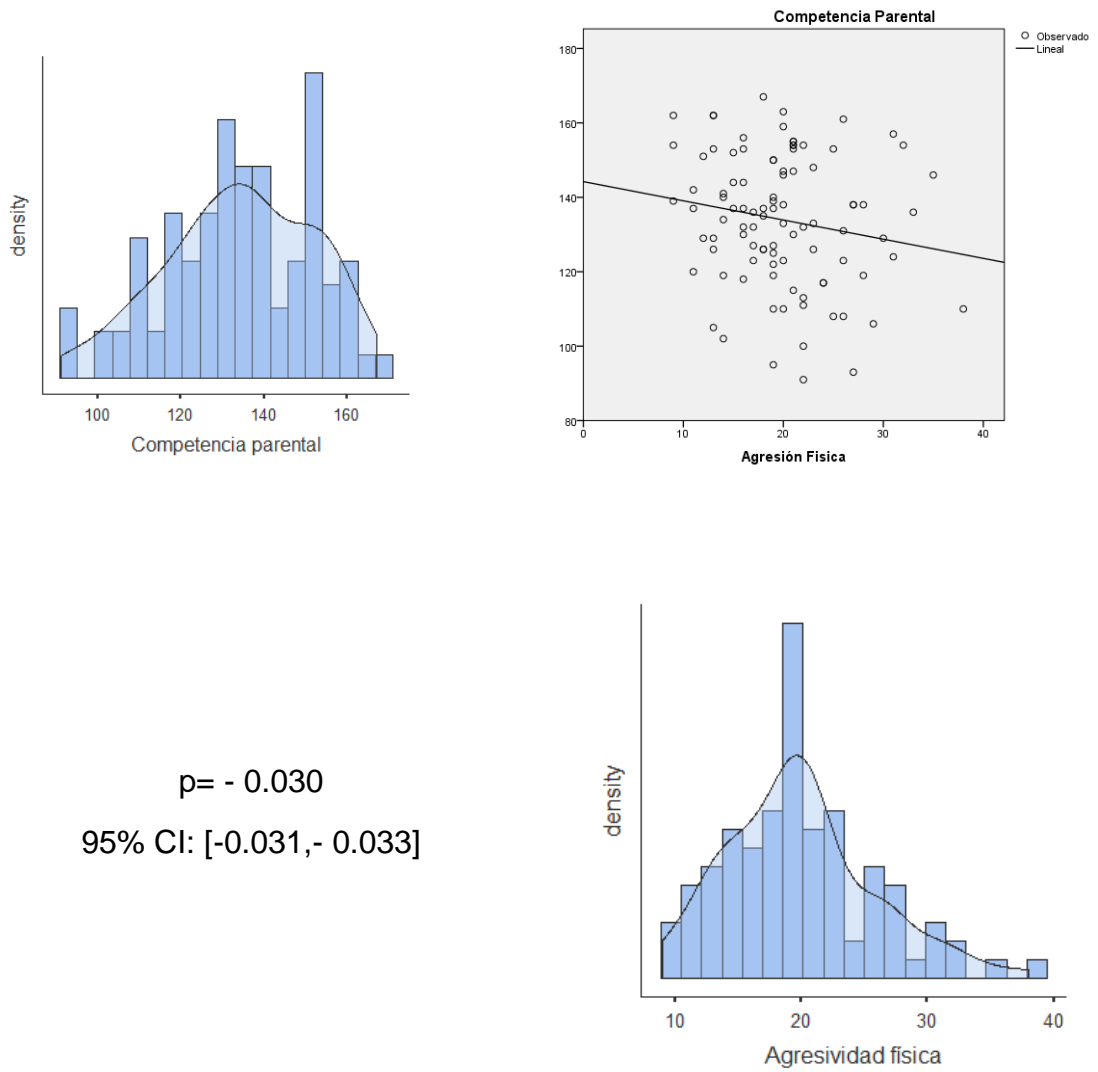 Competencia Parental
Observado
Lineal
180
160
140
120
100
80
0
10
20
30
40
Agresión Fisica
density
100
120
140
160
Competencia parental
p= - 0.030
95% CI: [-0.031,- 0.033]
density
10
20
30
40
Agresividad física